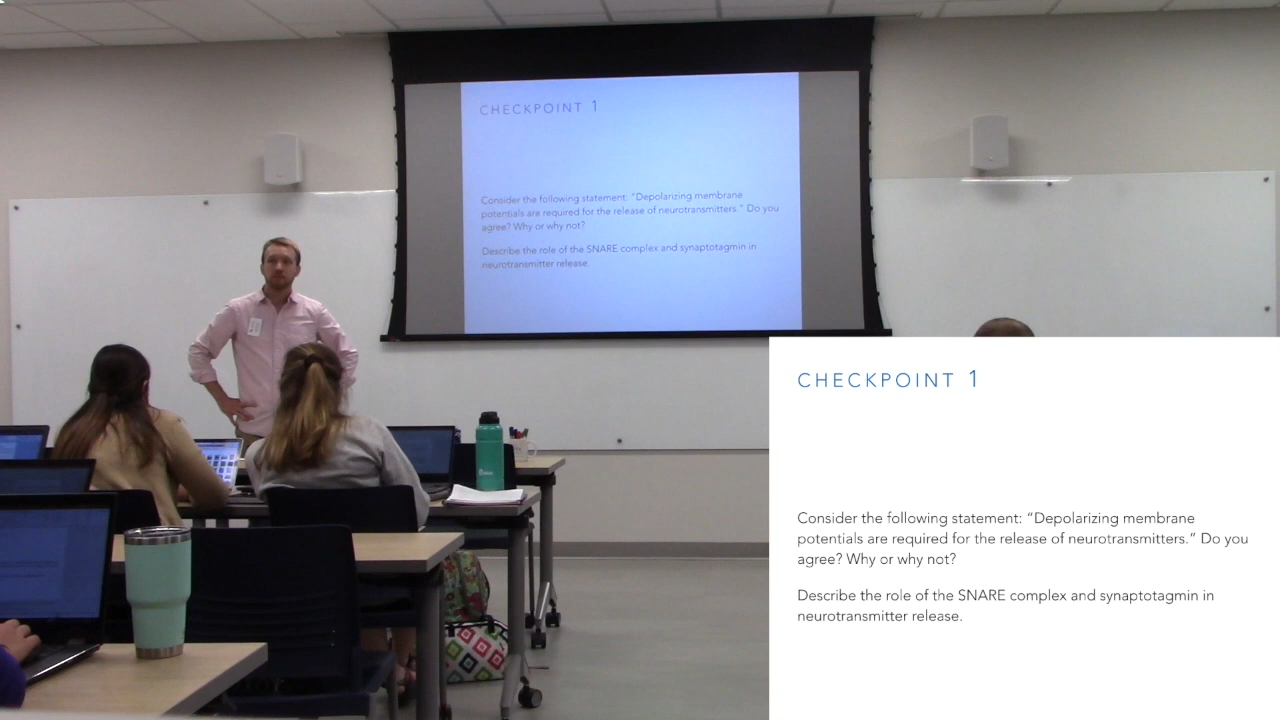 CHECKPOINT 1
Consider the following statement: “Depolarizing membrane
potentials are required for the release of neurotransmitters.” Do you
agree? Why or why not?
Describe the role of the SNARE complex and synaptotagmin in
neurotransmitter release.
CHECKPOINT 1
Consider the following statement: “Depolarizing membrane
potentials are required for the release of neurotransmitters.” Do you
agree? Why or why not?
Describe the role of the SNARE complex and synaptotagmin in
neurotransmitter release.